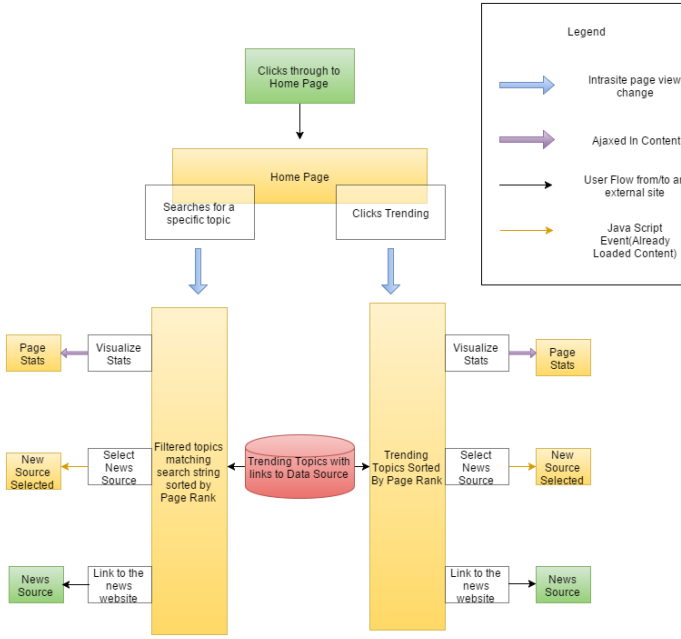 Legend
Clicks through to
Home Page
Intrasite page view
change
Ajaxed In Content
Home Page
User Flow from/to an
external site
Searches for a
specific topic
Clicks Trending
Java Script
Event(Already
Loaded Content)
Page
Stats
Visualize
Stats
Visualize
Stats
Page
Stats
New
Source
Selected
Select
News
Source
Filtered topics
matching
search string
sorted by
Page Rank
Trending Topics with
links to Data Source
Trending
Topics Sorted
By Page Rank
Select
News
Source
New
Source
Selected
News
Source
Link to the
news
website
Link to the
news
website
News
Source